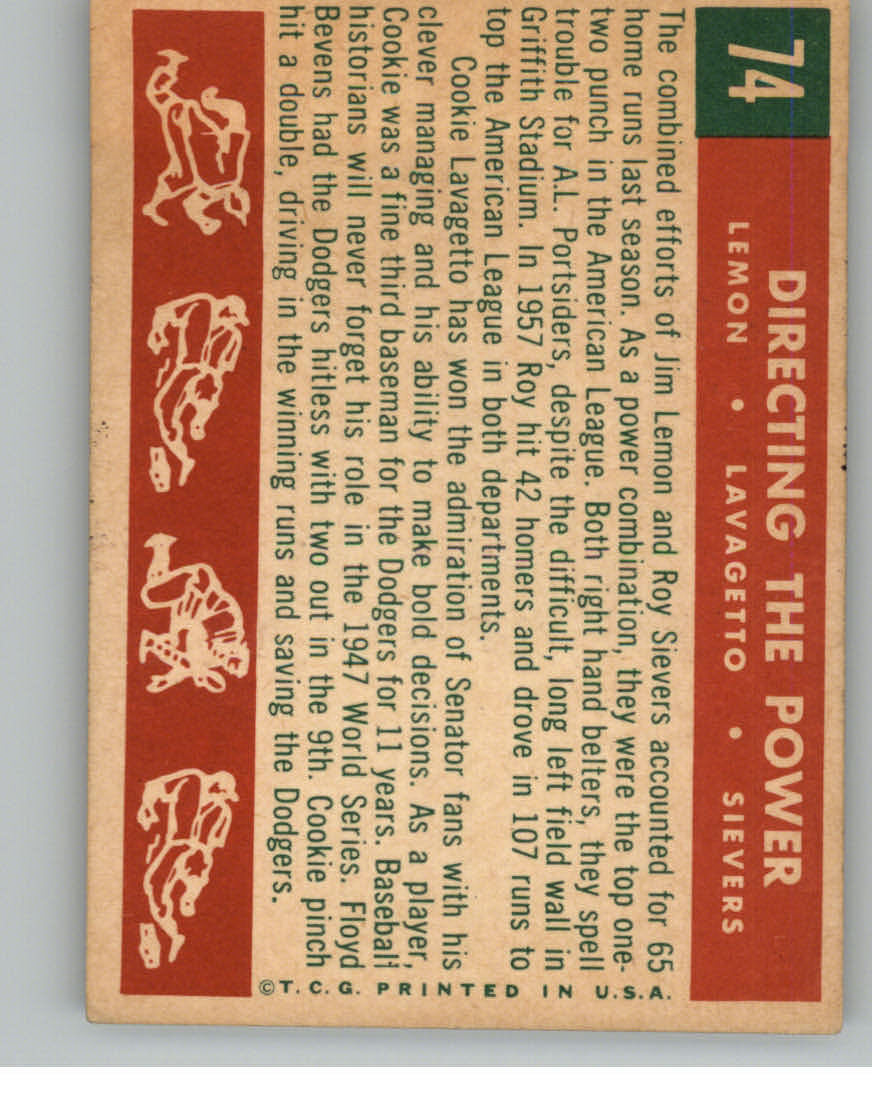 74
DIRECTING THE POWER
LEMON • LAVAGETTO • SIEVERS
The combined efforts of Jim Lemon and Roy Sievers accounted for 65
home runs last season. As a power combination, they were the top one-
two punch in the American League. Both right hand belters, they spell
trouble for A.L. Portsiders, despite the difficult, long left field wall in
Griffith Stadium. In 1957 Roy hit 42 homers and drove in 107 runs to
top the American League in both departments.
Cookie Lavagetto has won the admiration of Senator fans with his
clever managing and his ability to make bold decisions. As a player,
Cookie was a fine third baseman for the Dodgers for 11 years. Baseball
historians will never forget his role in the 1947 World Series. Floyd
Bevens had the Dodgers hitless with two out in the 9th. Cookie pinch
hit a double, driving in the winning runs and saving the Dodgers.
© T. C. G. PRINTED IN U.S.A.